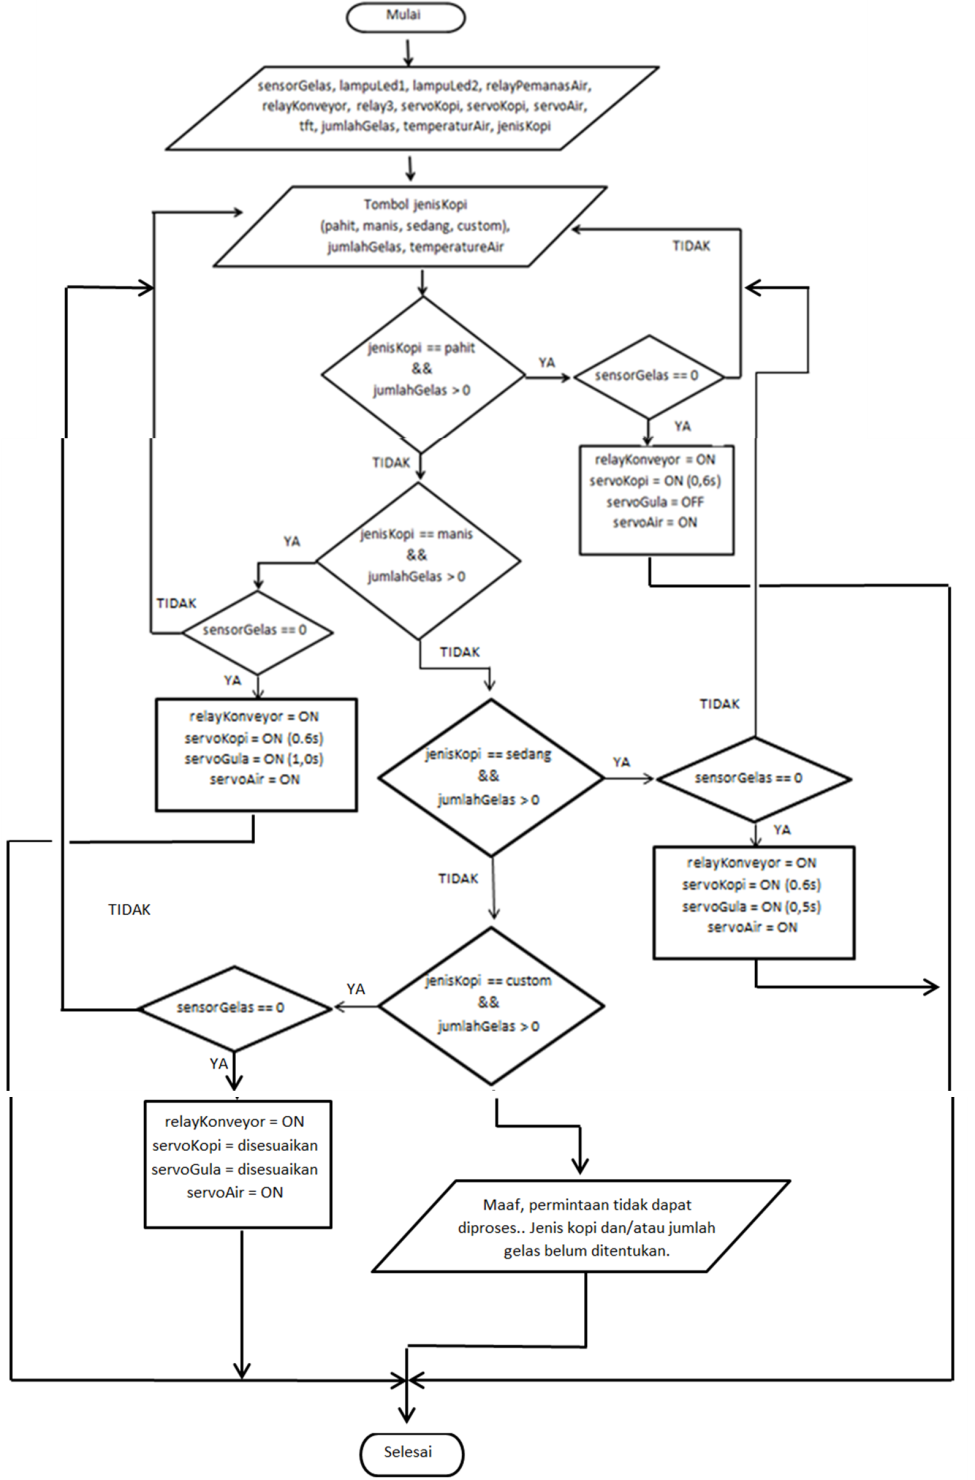 Mulai
sensorGelas, lampuLed1, lampuLed2, relayPemanasAir,
relayKonveyor, relay3, servoKopi, servoKopi, servoAir,
tft, jumlahGelas, temperaturAir, jenisKopi
Tombol jenisKopi
(pahit, manis, sedang, custom),
jumlahGelas, temperatureAir
TIDAK
jenisKopi == pahit
&&
jumlahGelas > 0
YA
sensorGelas == 0
YA
TIDAK
relayKonveyor = ON
servoKopi = ON (0,6s)
servoGula = OFF
servoAir = ON
jenisKopi == manis
&&
jumlahGelas > 0
YA
TIDAK
sensorGelas == 0
YA
TIDAK
relayKonveyor = ON
servoKopi = ON (0.6s)
servoGula = ON (1,0s)
servoAir = ON
jenisKopi == sedang
&&
jumlahGelas > 0
YA
TIDAK
sensorGelas == 0
YA
TIDAK
relayKonveyor = ON
servoKopi = ON (0.6s)
servoGula = ON (0,5s)
servoAir = ON
TIDAK
jenisKopi == custom
&&
jumlahGelas > 0
YA
sensorGelas == 0
YA
relayKonveyor = ON
servoKopi = disesuaikan
servoGula = disesuaikan
servoAir = ON
Maaf, permintaan tidak dapat
diproses.. Jenis kopi dan/atau jumlah
gelas belum ditentukan.
Selesai